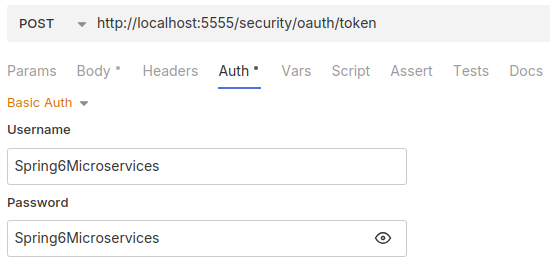 POST http://localhost:5555/security/oauth/token
Params Body Headers Auth Vars Script Assert Tests Docs
Basic Auth
Username
Spring6Microservices
Password
Spring6Microservices